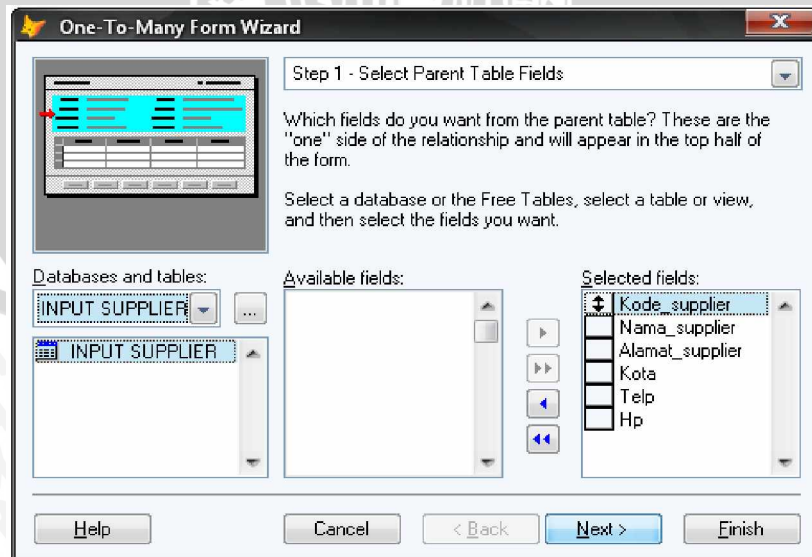 One-To-Many Form Wizard
Step 1 - Select Parent Table Fields
Which fields do you want from the parent table? These are the
"one" side of the relationship and will appear in the top half of
the form.
Select a database or the Free Tables, select a table or view,
and then select the fields you want.
Databases and tables:
INPUT SUPPLIER
...
INPUT SUPPLIER
Available fields:
Selected fields:
Kode_supplier
Nama_supplier
Alamat_supplier
Kota
Telp
Hp
Help
Cancel
< Back
Next >
Finish